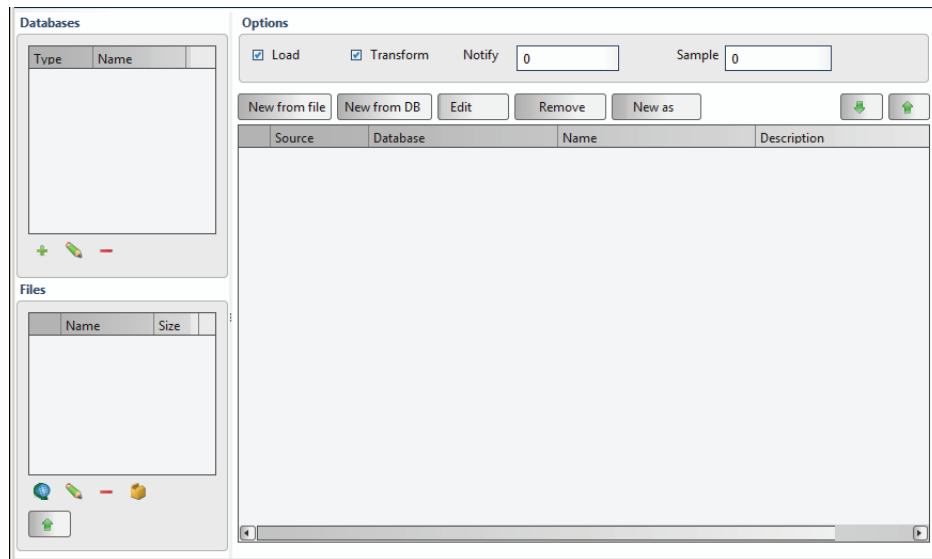 Databases
Type Name
Files
Name Size
Options
Load Transform Notify 0 Sample 0
New from file New from DB Edit Remove New as
Source Database Name Description